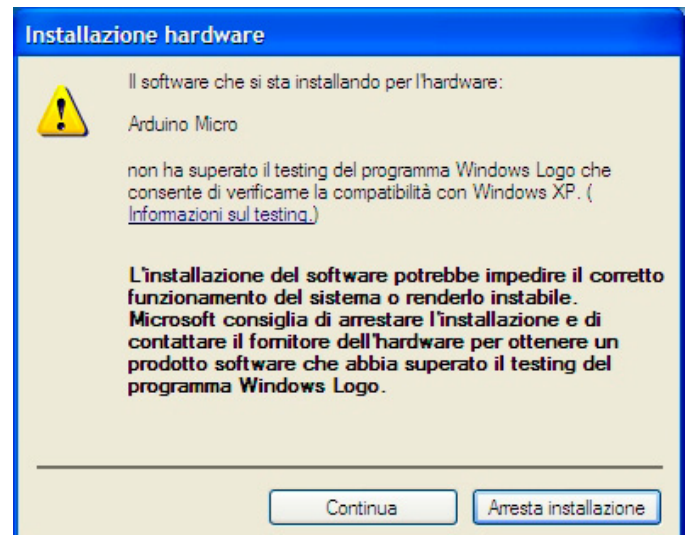 Installazione hardware
Il software che si sta installando per l'hardware:
Arduino Micro
non ha superato il testing del programma Windows Logo che
consente di verificarne la compatibilità con Windows XP. (
Informazioni sul testing.)
L'installazione del software potrebbe impedire il corretto
funzionamento del sistema o renderlo instabile.
Microsoft consiglia di arrestare l'installazione e di
contattare il fornitore dell'hardware per ottenere un
prodotto software che abbia superato il testing del
programma Windows Logo.
Continua
Arresta installazione